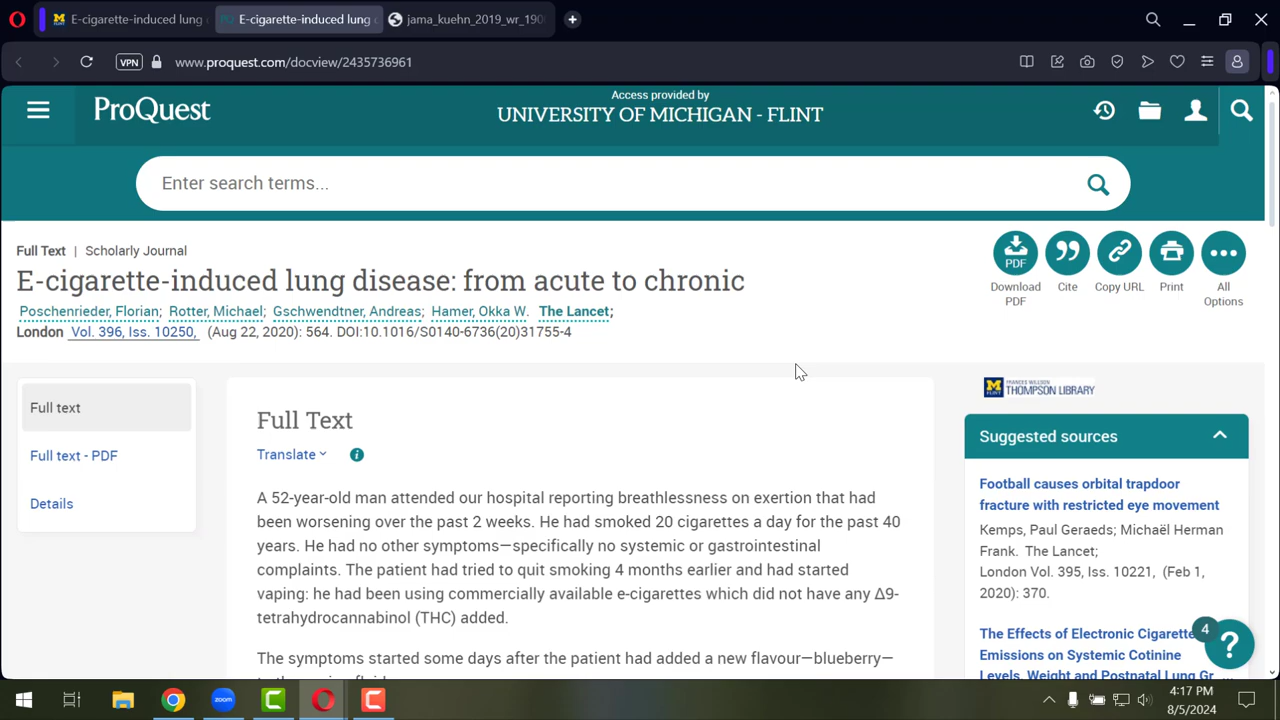 E-cigarette-induced lung
E-cigarette-induced lung
jama_kuehn_2019_wr_190
VPN
www.proquest.com/docview/2435736961
ProQuest
Access provided by
UNIVERSITY OF MICHIGAN - FLINT
Enter search terms...
Full Text | Scholarly Journal
E-cigarette-induced lung disease: from acute to chronic
Poschenrieder, Florian; Rotter, Michael; Gschwendtner, Andreas; Hamer, Okka W. The Lancet;
London Vol. 396, Iss. 10250, (Aug 22, 2020): 564. DOI:10.1016/S0140-6736(20)31755-4
PDF
Download
PDF
Cite
Copy URL
Print
All
Options
Full text
Full text - PDF
Details
Full Text
Translate
A 52-year-old man attended our hospital reporting breathlessness on exertion that had
been worsening over the past 2 weeks. He had smoked 20 cigarettes a day for the past 40
years. He had no other symptoms—specifically no systemic or gastrointestinal
complaints. The patient had tried to quit smoking 4 months earlier and had started
vaping: he had been using commercially available e-cigarettes which did not have any Δ9-
tetrahydrocannabinol (THC) added.
The symptoms started some days after the patient had added a new flavour—blueberry—
FLINT
FRANCES WILLSON
THOMPSON LIBRARY
Suggested sources
Football causes orbital trapdoor
fracture with restricted eye movement
Kemps, Paul Geraeds; Michaël Herman
Frank. The Lancet;
London Vol. 395, Iss. 10221, (Feb 1,
2020): 370.
The Effects of Electronic Cigarette
Emissions on Systemic Cotinine
Levels, Weight and Postnatal Lung Gr
4
?
zoom
C
C
4:17 PM
8/5/2024